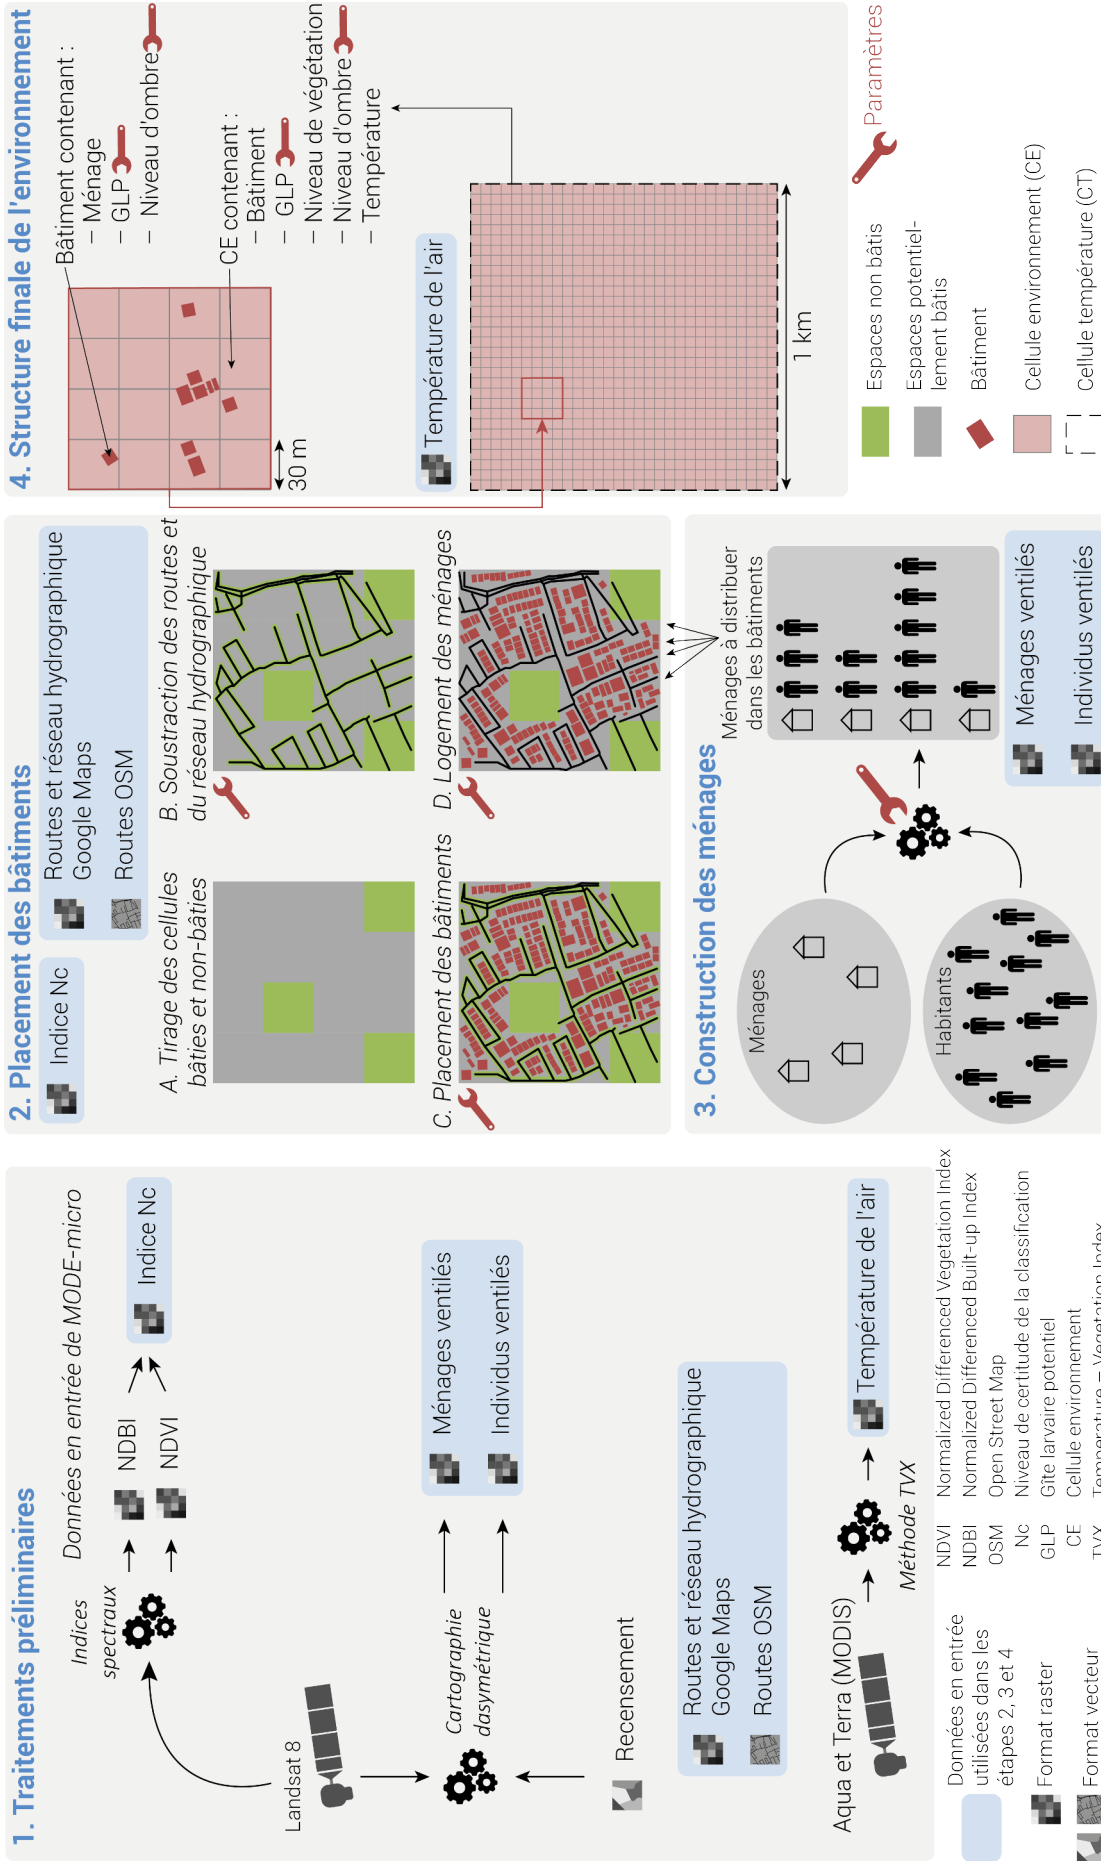 1. Traitements préliminaires
Données en entrée de MODE-micro
Indices
spectraux
NDBI
NDVI
Indice Nc
Landsat 8
Cartographie
dasymétrique
Ménages ventilés
Individus ventilés
Recensement
Routes et réseau hydrographique
Google Maps
Routes OSM
Aqua et Terra (MODIS)
Méthode TVX
Température de l'air
2. Placement des bâtiments
Indice Nc
Routes et réseau hydrographique
Google Maps
Routes OSM
A. Tirage des cellules
bâties et non-bâties
B. Soustraction des routes et
du réseau hydrographique
C. Placement des bâtiments
D. Logement des ménages
3. Construction des ménages
Ménages
Habitants
Ménages à distribuer
dans les bâtiments
Ménages ventilés
Individus ventilés
4. Structure finale de l'environnement
Bâtiment contenant :
– Ménage
– GLP
– Niveau d'ombre
CE contenant :
– Bâtiment
– GLP
– Niveau de végétation
– Niveau d'ombre
– Température
30 m
Température de l'air
1 km
Données en entrée
utilisées dans les
étapes 2, 3 et 4
Format raster
Format vecteur
NDVI Normalized Differenced Vegetation Index
NDBI Normalized Differenced Built-up Index
OSM Open Street Map
Nc Niveau de certitude de la classification
GLP Gîte larvaire potentiel
CE Cellule environnement
TVX Temperature – Vegetation Index
Espaces non bâtis
Espaces potentiel-
lement bâtis
Bâtiment
Cellule environnement (CE)
Cellule température (CT)
Paramètres